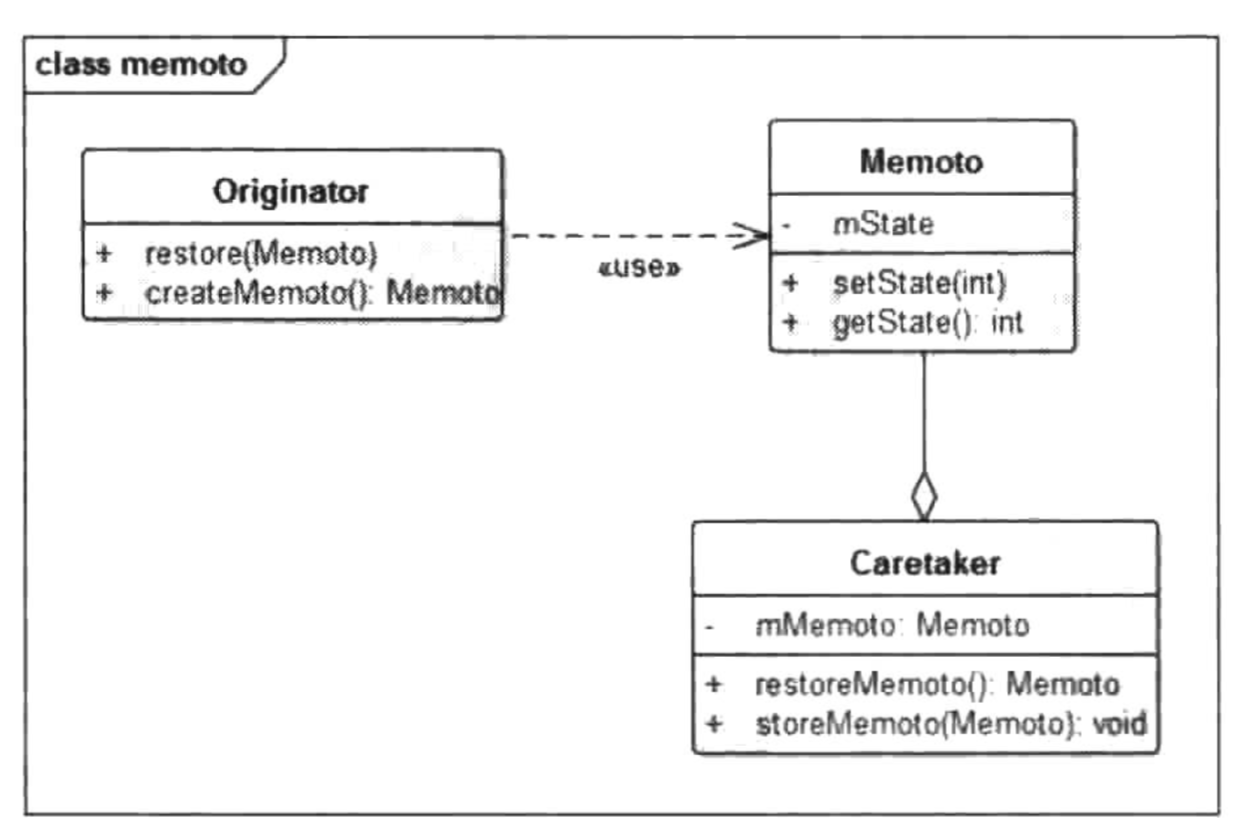 class memoto
Originator
+ restore(Memoto)
+ createMemoto(): Memoto
«use»
Memoto
- mState
+ setState(int)
+ getState(): int
Caretaker
- mMemoto: Memoto
+ restoreMemoto(): Memoto
+ storeMemoto(Memoto): void